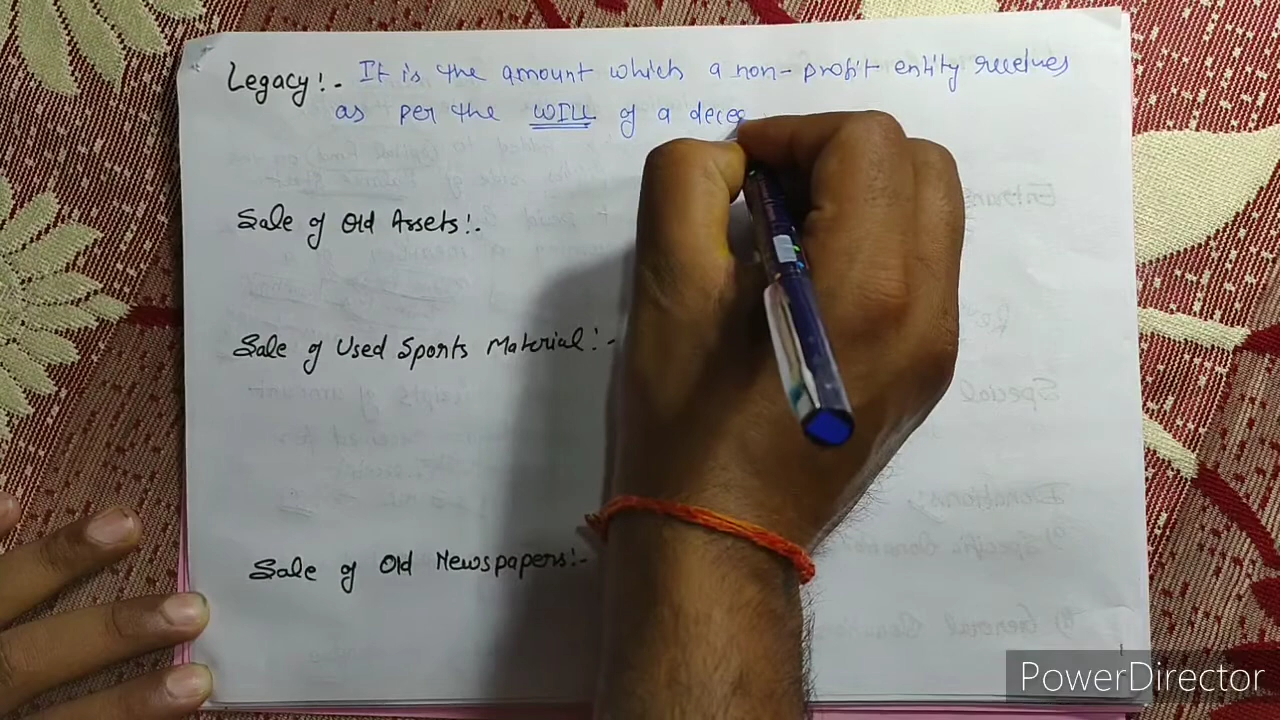 Legacy:- It is the amount which a non-profit entity receives
as per the WILL of a decea
Sale of Old Assets:-
Sale of Used Sports Material:-
Sale of Old Newspapers:-
PowerDirector